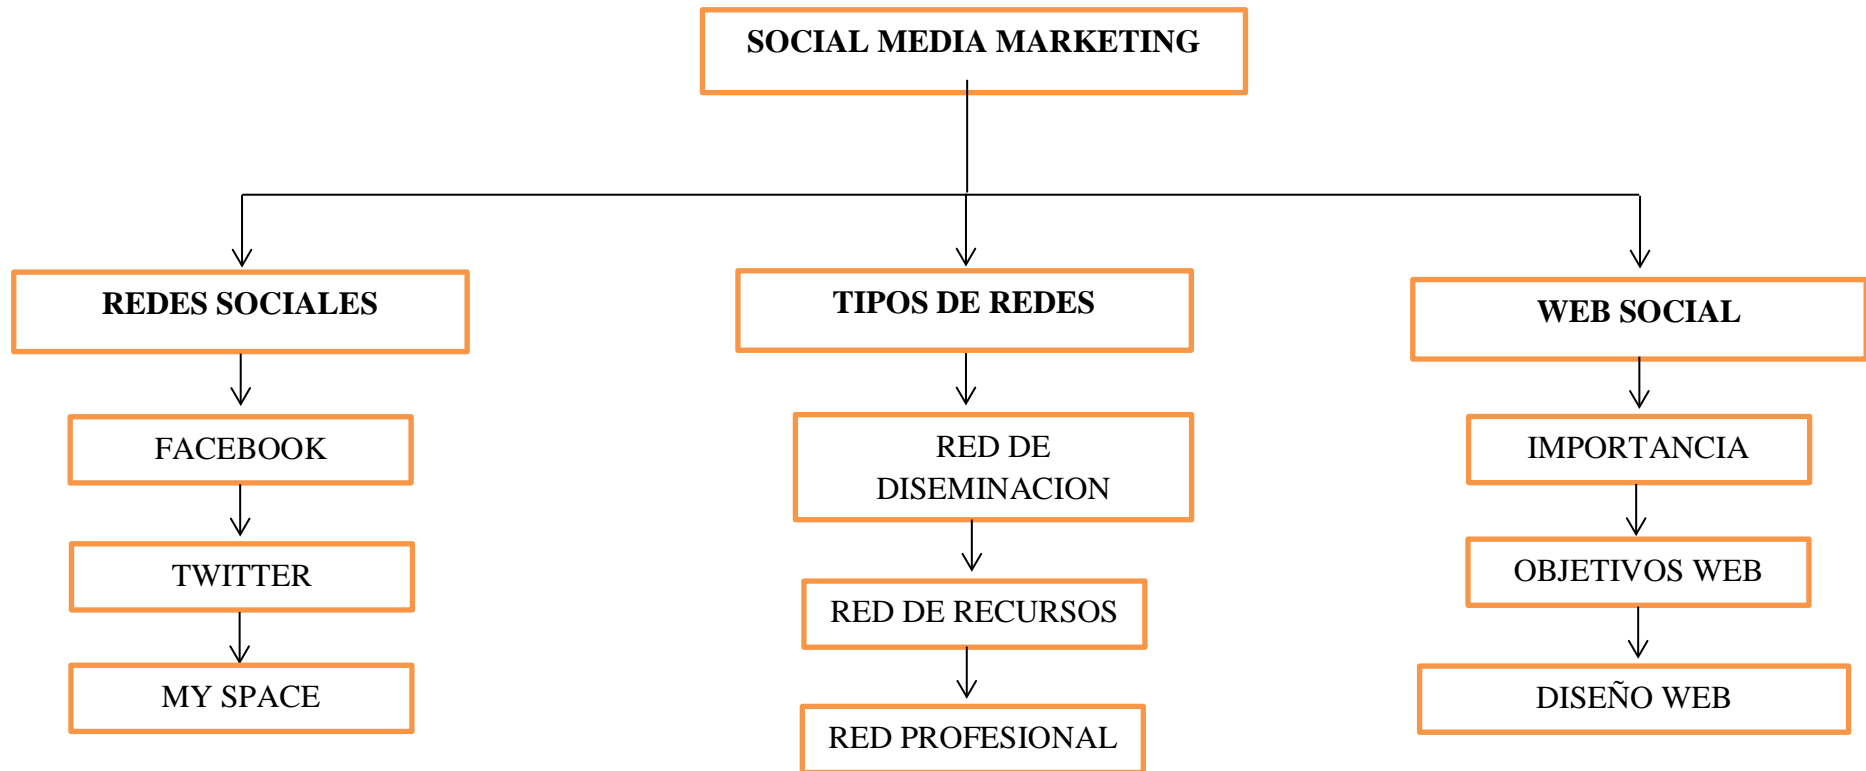 SOCIAL MEDIA MARKETING
REDES SOCIALES
TIPOS DE REDES
WEB SOCIAL
FACEBOOK
RED DE
DISEMINACION
IMPORTANCIA
TWITTER
RED DE RECURSOS
OBJETIVOS WEB
MY SPACE
RED PROFESIONAL
DISEÑO WEB